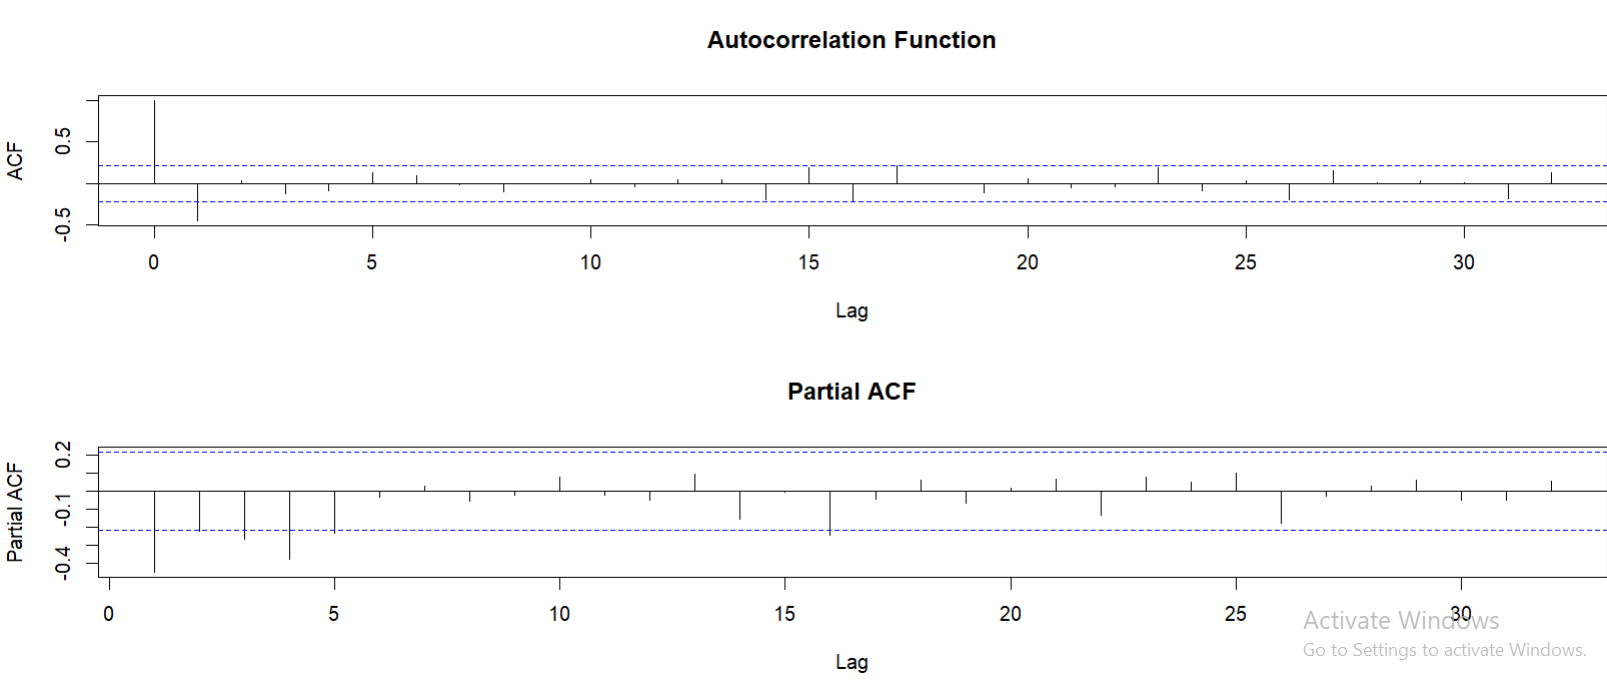 Autocorrelation Function
ACF
0.5
-0.5
0 5 10 15 20 25 30
Lag
Partial ACF
Partial ACF
0.2
-0.1
-0.4
0 5 10 15 20 25 30
Lag
Activate Windows
Go to Settings to activate Windows.